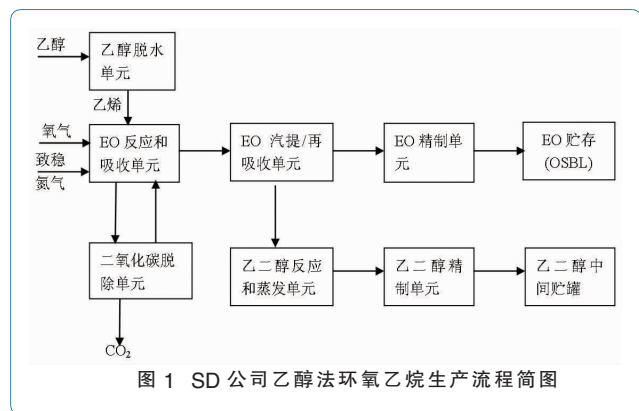 乙醇
乙醇脱水
单元
乙烯
氧气
致稳
氮气
EO 反应和
吸收单元
EO 汽提/再
吸收单元
EO 精制单
元
EO 贮存
(OSBL)
二氧化碳脱
除单元
乙二醇反应
和蒸发单元
乙二醇精
制单元
乙二醇中
间贮罐
CO₂
图 1 SD 公司乙醇法环氧乙烷生产流程简图